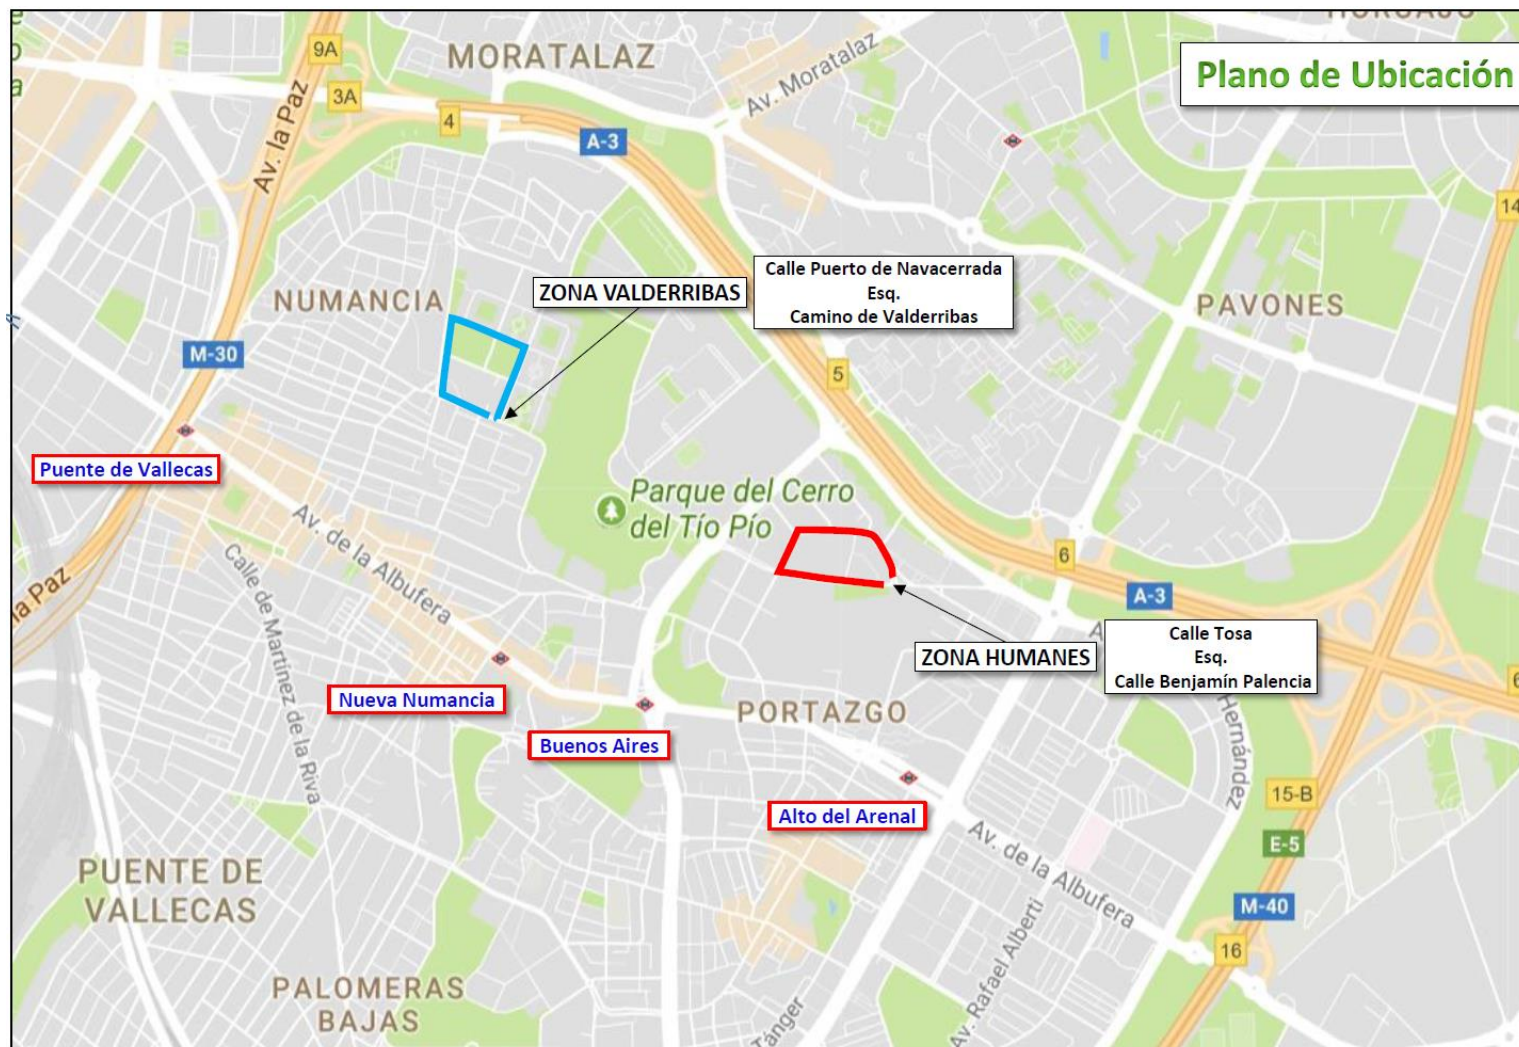 MORATALAZ
Plano de Ubicación
9A
3A
4
Av. la Paz
A-3
Av. Moratalaz
14
NUMANCIA
ZONA VALDERRIBAS
Calle Puerto de Navacerrada
Esq.
Camino de Valderribas
PAVONES
M-30
5
Puente de Vallecas
Parque del Cerro
del Tío Pío
Av. de la Albufera
Calle de Martínez de la Riva
la Paz
6
A-3
ZONA HUMANES
Calle Tosa
Esq.
Calle Benjamín Palencia
6
Hernández
Nueva Numancia
Buenos Aires
PORTAZGO
Alto del Arenal
15-B
E-5
Av. de la Albufera
PUENTE DE
VALLECAS
M-40
16
Av. Rafael Alberti
PALOMERAS
BAJAS
Tánger